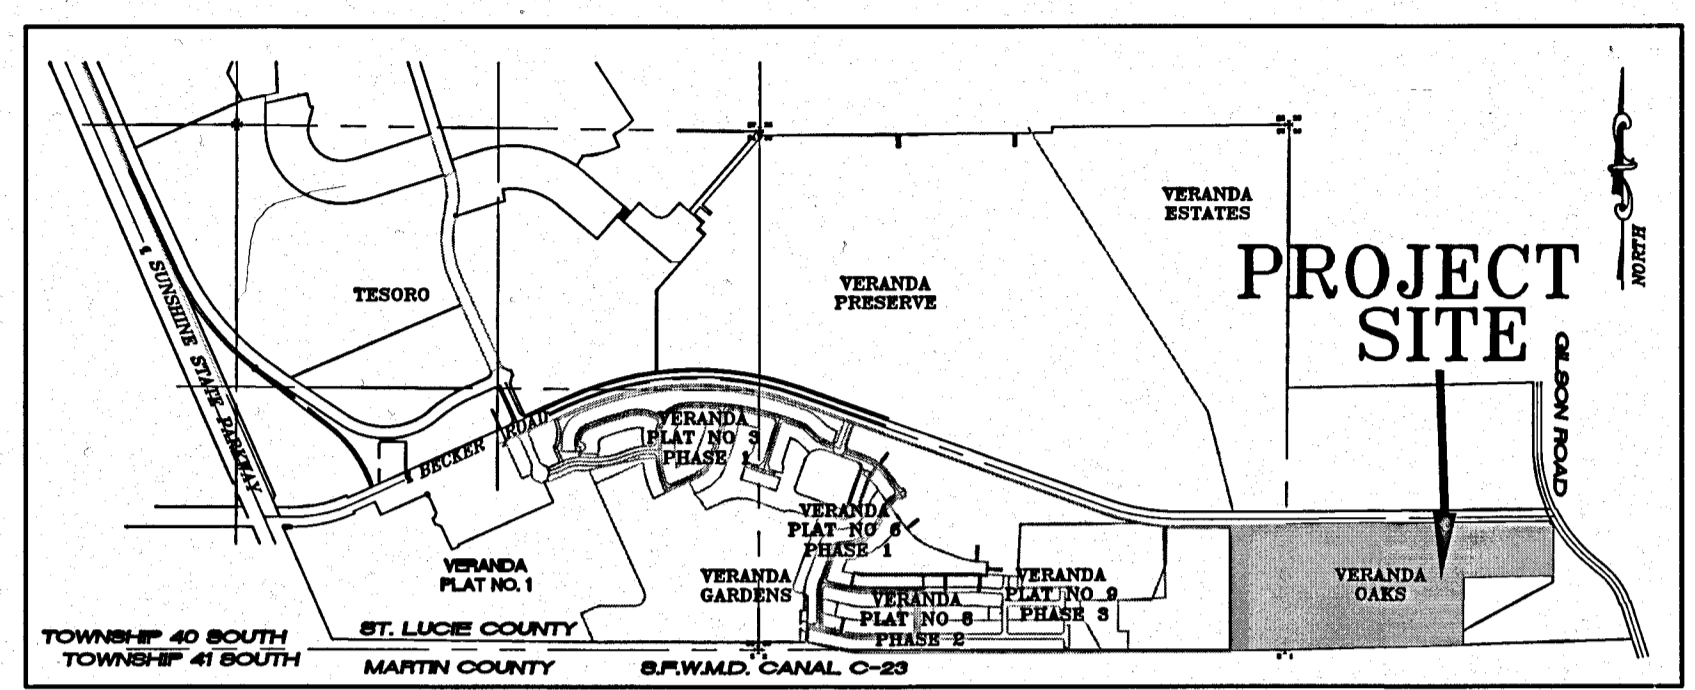 VERANDA
ESTATES
PROJECT
SITE
NORTH
TESORO
VERANDA
PRESERVE
SUNSHINE STATE PARKWAY
GILSON ROAD
BECKER ROAD
VERANDA
PLAT NO 3
PHASE 1
VERANDA
PLAT NO 6
PHASE 1
VERANDA
PLAT NO. 1
VERANDA
GARDENS
VERANDA
PLAT NO 8
PHASE 2
VERANDA
PLAT NO 9
PHASE 3
VERANDA
OAKS
TOWNSHIP 40 SOUTH
TOWNSHIP 41 SOUTH
ST. LUCIE COUNTY
MARTIN COUNTY
S.F.W.M.D. CANAL C-23